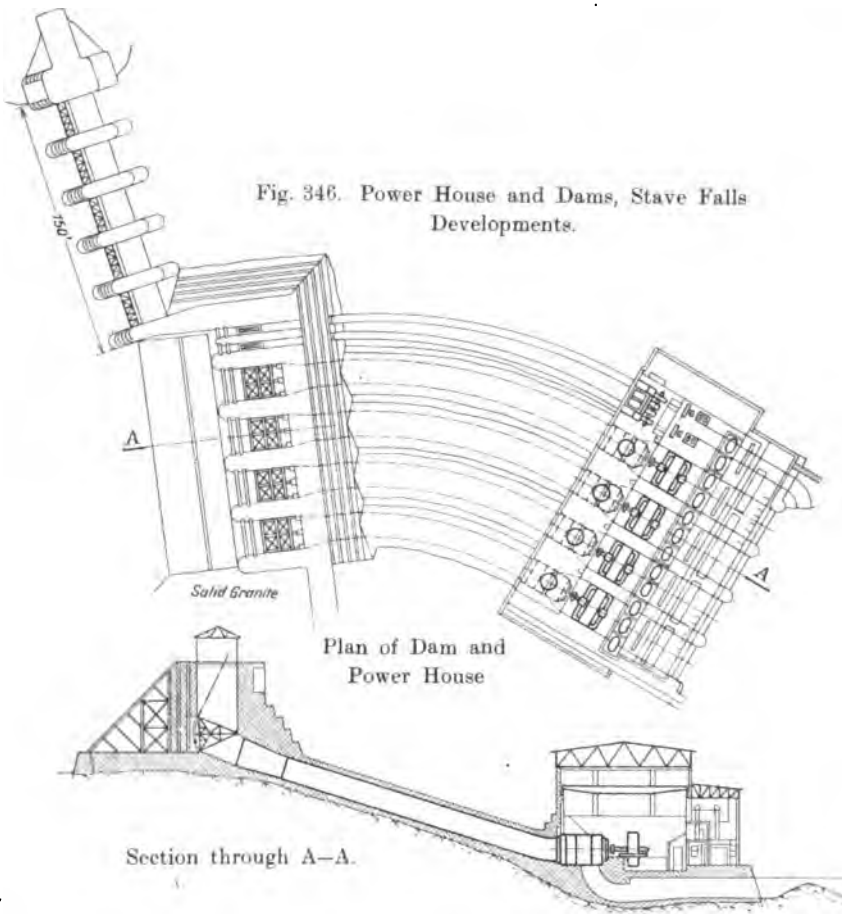 Fig. 346. Power House and Dams, Stave Falls
Developments.
150'
A
Solid Granite
A
Plan of Dam and
Power House
Section through A—A.